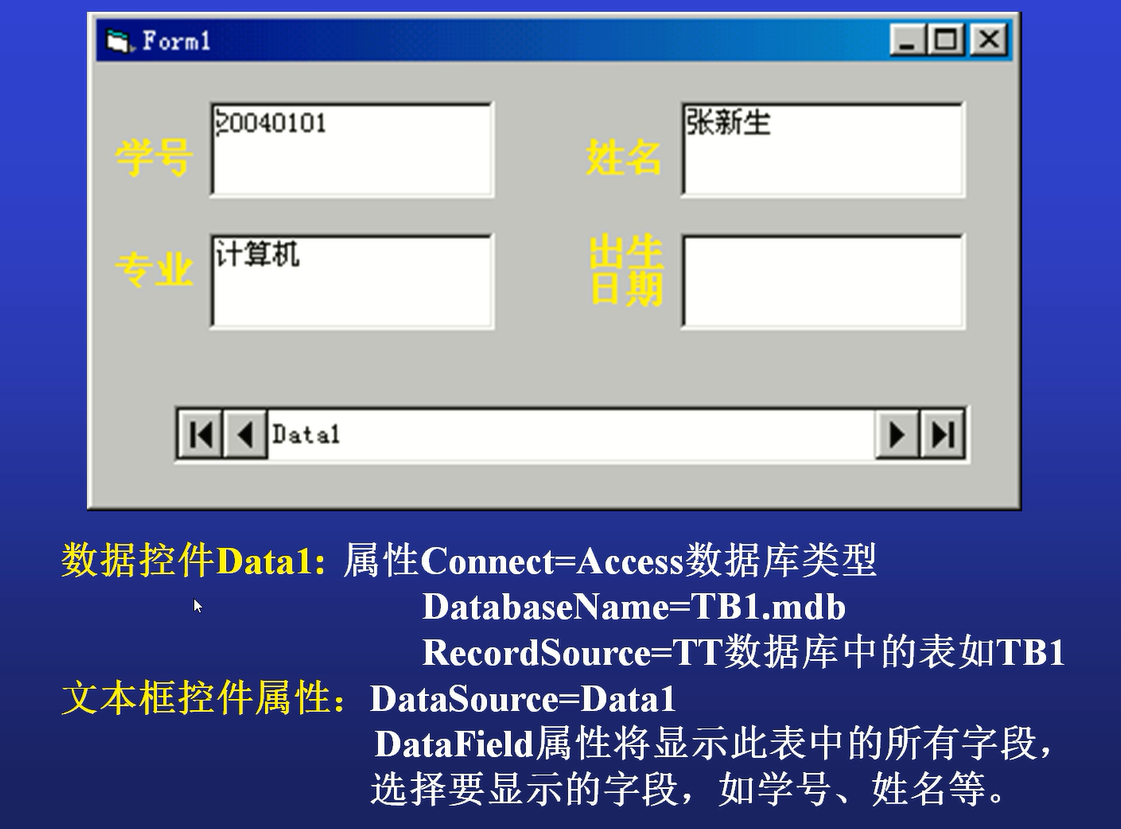 Form1
学号 20040101 姓名 张新生
专业 计算机 出生
日期
Data1
数据控件Data1: 属性Connect=Access数据库类型
DatabaseName=TB1.mdb
RecordSource=TT数据库中的表如TB1
文本框控件属性：DataSource=Data1
DataField属性将显示此表中的所有字段，
选择要显示的字段，如学号、姓名等。